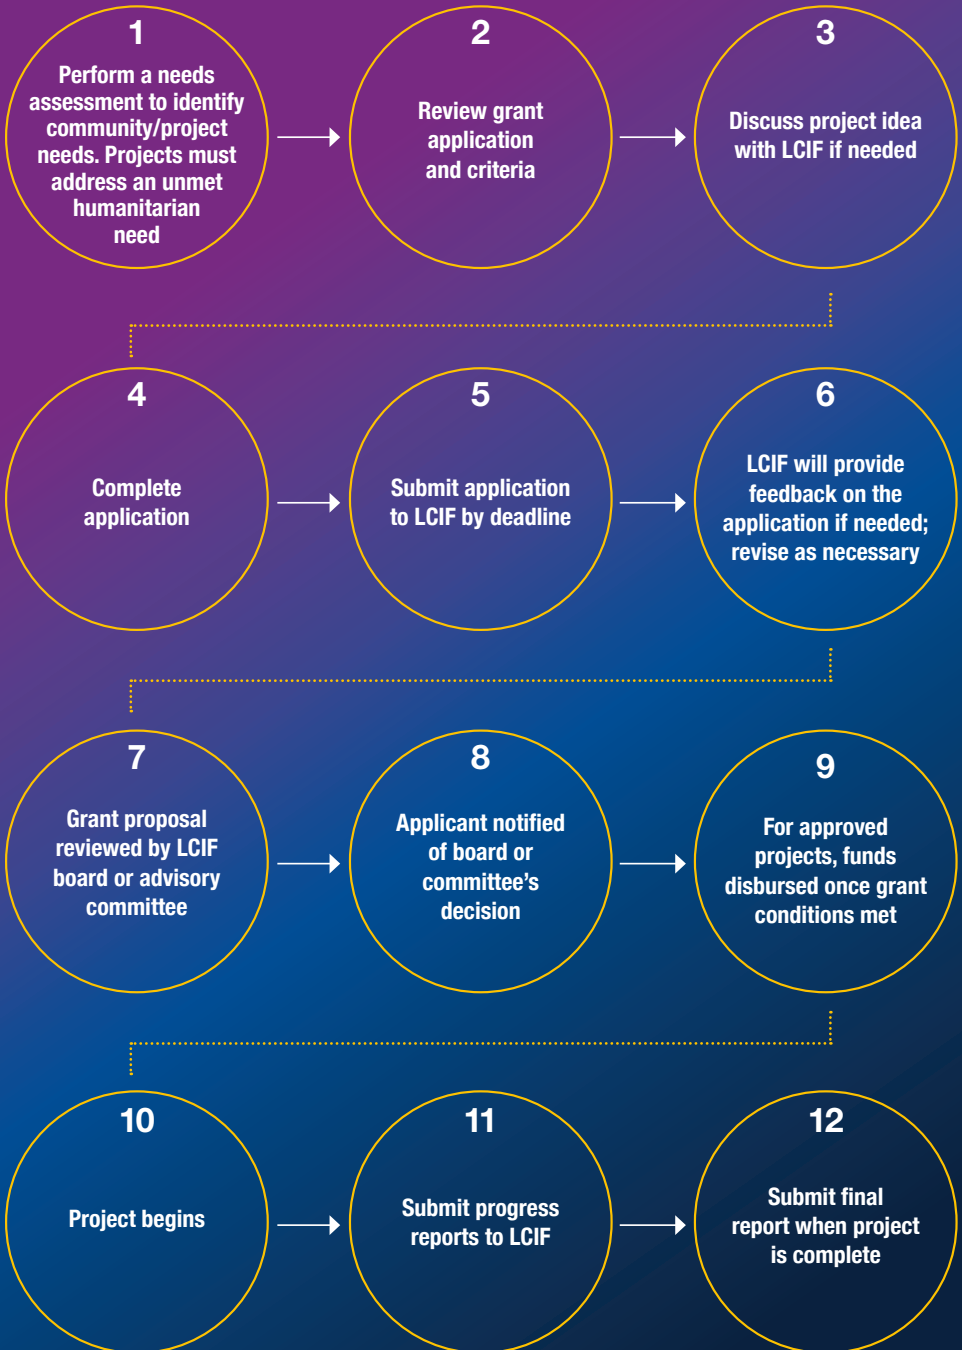 1
Perform a needs
assessment to identify
community/project
needs. Projects must
address an unmet
humanitarian
need
2
Review grant
application
and criteria
3
Discuss project idea
with LCIF if needed
4
Complete
application
5
Submit application
to LCIF by deadline
6
LCIF will provide
feedback on the
application if needed;
revise as necessary
7
Grant proposal
reviewed by LCIF
board or advisory
committee
8
Applicant notified
of board or
committee’s
decision
9
For approved
projects, funds
disbursed once grant
conditions met
10
Project begins
11
Submit progress
reports to LCIF
12
Submit final
report when project
is complete